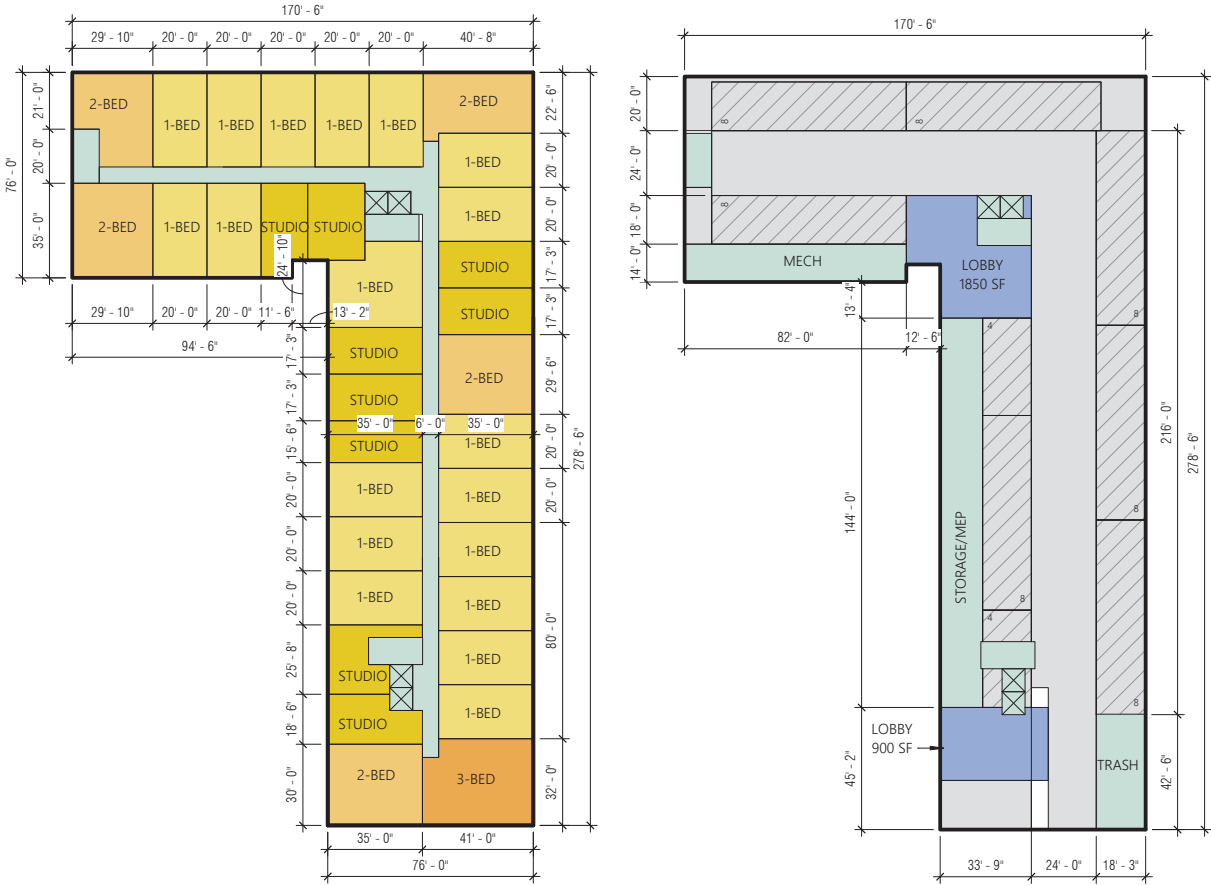 170' - 6"
29' - 10"
20' - 0"
20' - 0"
20' - 0"
20' - 0"
20' - 0"
40' - 8"
76' - 0"
21' - 0"
20' - 0"
35' - 0"
2-BED
1-BED
1-BED
1-BED
1-BED
1-BED
2-BED
22' - 6"
1-BED
20' - 0"
1-BED
20' - 0"
2-BED
1-BED
1-BED
STUDIO
STUDIO
STUDIO
17' - 3"
24' - 10"
1-BED
STUDIO
17' - 3"
29' - 10"
20' - 0"
20' - 0"
11' - 6"
13' - 2"
94' - 6"
17' - 3"
STUDIO
2-BED
29' - 6"
17' - 3"
STUDIO
35' - 0"
6' - 0"
35' - 0"
278' - 6"
15' - 6"
STUDIO
1-BED
20' - 0"
20' - 0"
1-BED
1-BED
20' - 0"
20' - 0"
1-BED
1-BED
20' - 0"
1-BED
1-BED
80' - 0"
25' - 8"
STUDIO
1-BED
18' - 6"
STUDIO
1-BED
30' - 0"
2-BED
3-BED
32' - 0"
35' - 0"
41' - 0"
76' - 0"
170' - 6"
20' - 0"
24' - 0"
18' - 0"
14' - 0"
8
8
8
MECH
LOBBY
1850 SF
13' - 4"
82' - 0"
12' - 6"
4
8
216' - 0"
278' - 6"
144' - 0"
STORAGE/MEP
8
8
4
8
LOBBY
900 SF
45' - 2"
TRASH
42' - 6"
33' - 9"
24' - 0"
18' - 3"